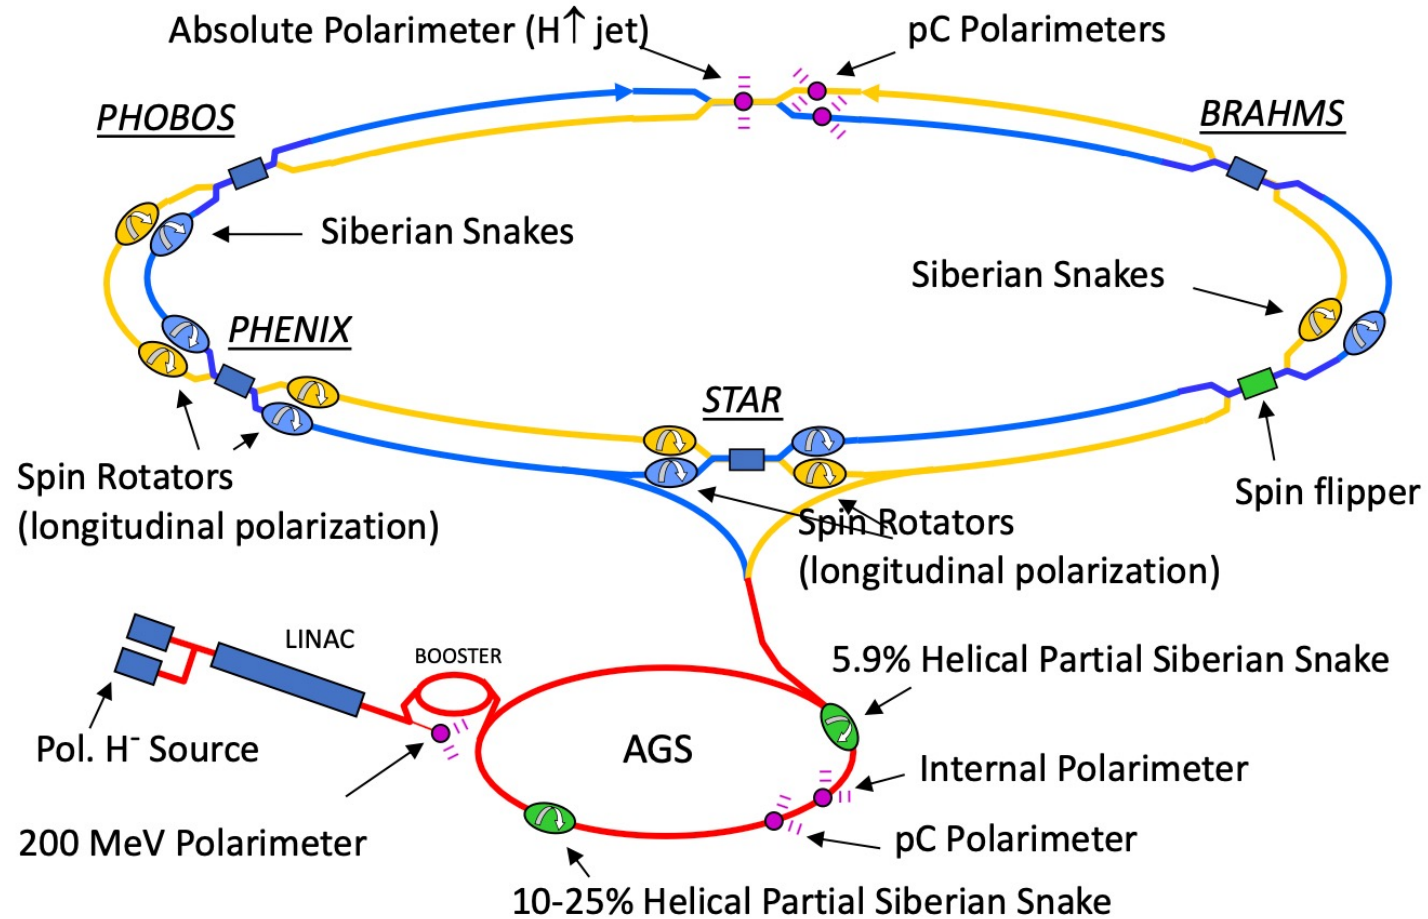 Absolute Polarimeter (H↑ jet)
pC Polarimeters
PHOBOS
BRAHMS
Siberian Snakes
Siberian Snakes
PHENIX
STAR
Spin Rotators
(longitudinal polarization)
Spin flipper
Spin Rotators
(longitudinal polarization)
LINAC
BOOSTER
5.9% Helical Partial Siberian Snake
Pol. H⁻ Source
AGS
Internal Polarimeter
200 MeV Polarimeter
pC Polarimeter
10-25% Helical Partial Siberian Snake